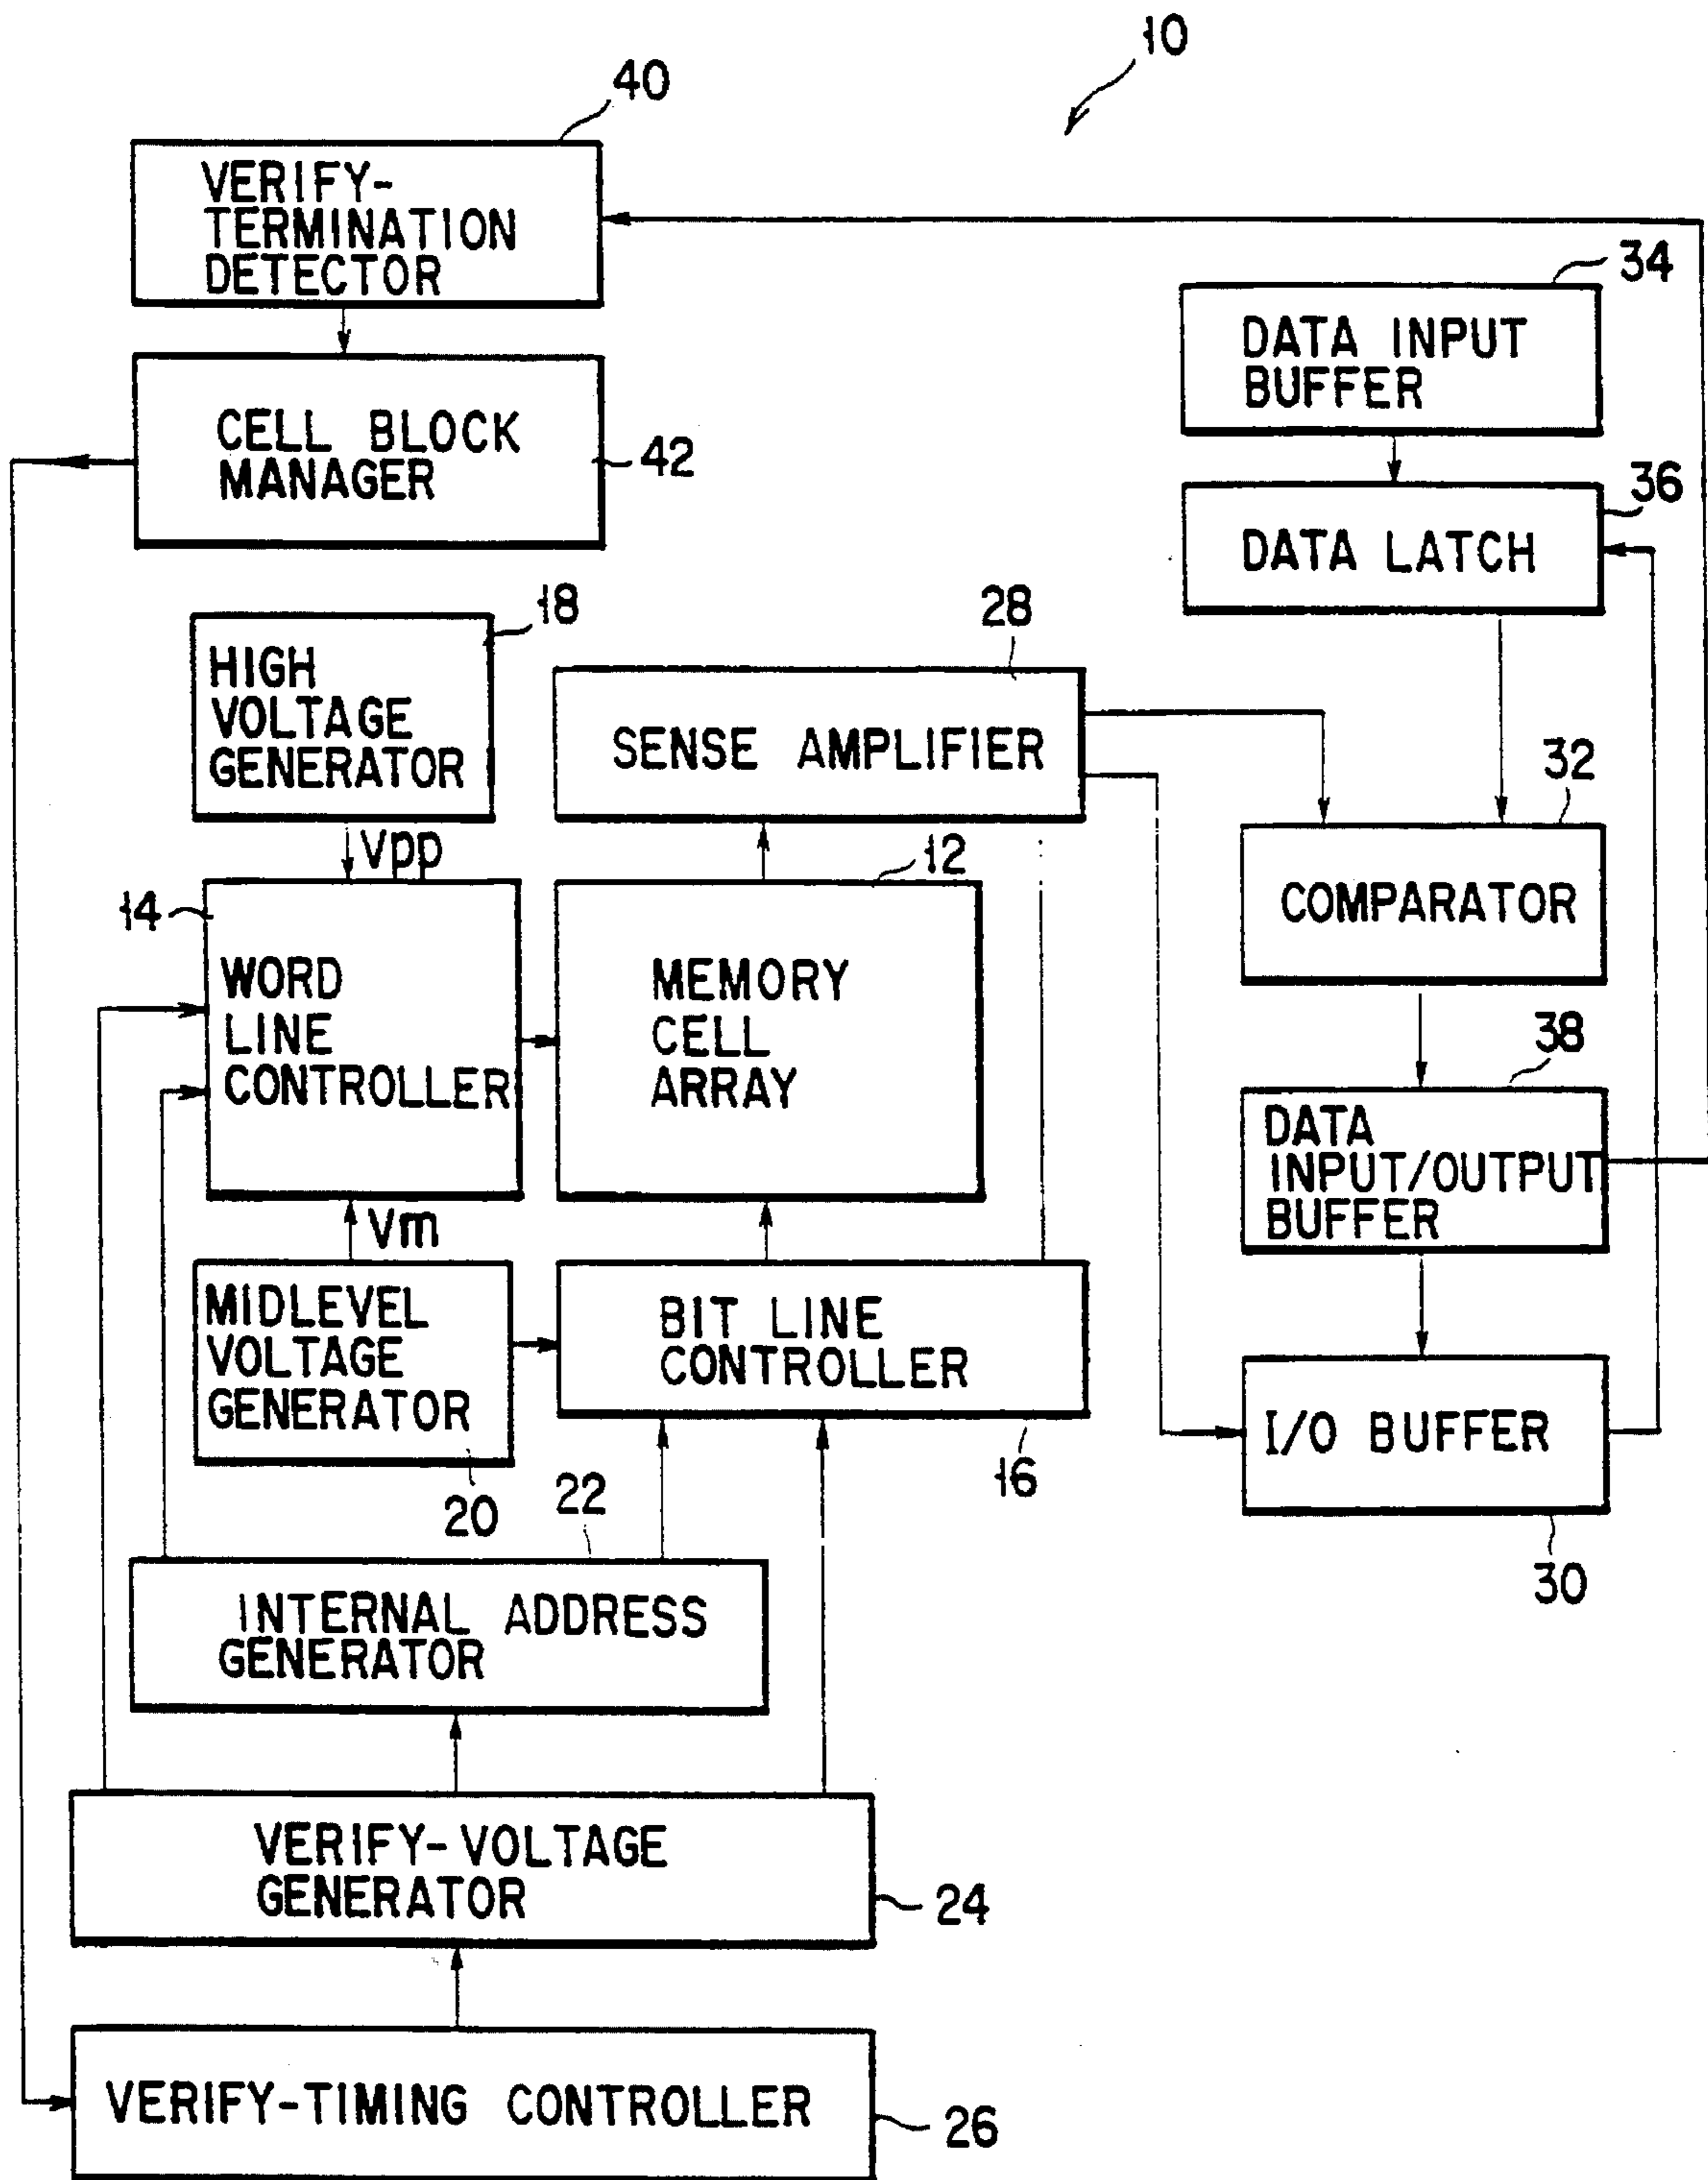 10
40
VERIFY-
TERMINATION
DETECTOR
34
DATA INPUT
BUFFER
CELL BLOCK
MANAGER
42
36
DATA LATCH
18
HIGH
VOLTAGE
GENERATOR
28
SENSE AMPLIFIER
32
COMPARATOR
Vpp
14
WORD
LINE
CONTROLLER
12
MEMORY
CELL
ARRAY
38
DATA
INPUT/OUTPUT
BUFFER
Vm
MIDLEVEL
VOLTAGE
GENERATOR
20
BIT LINE
CONTROLLER
16
I/O BUFFER
30
22
INTERNAL ADDRESS
GENERATOR
VERIFY-VOLTAGE
GENERATOR
24
VERIFY-TIMING CONTROLLER
26